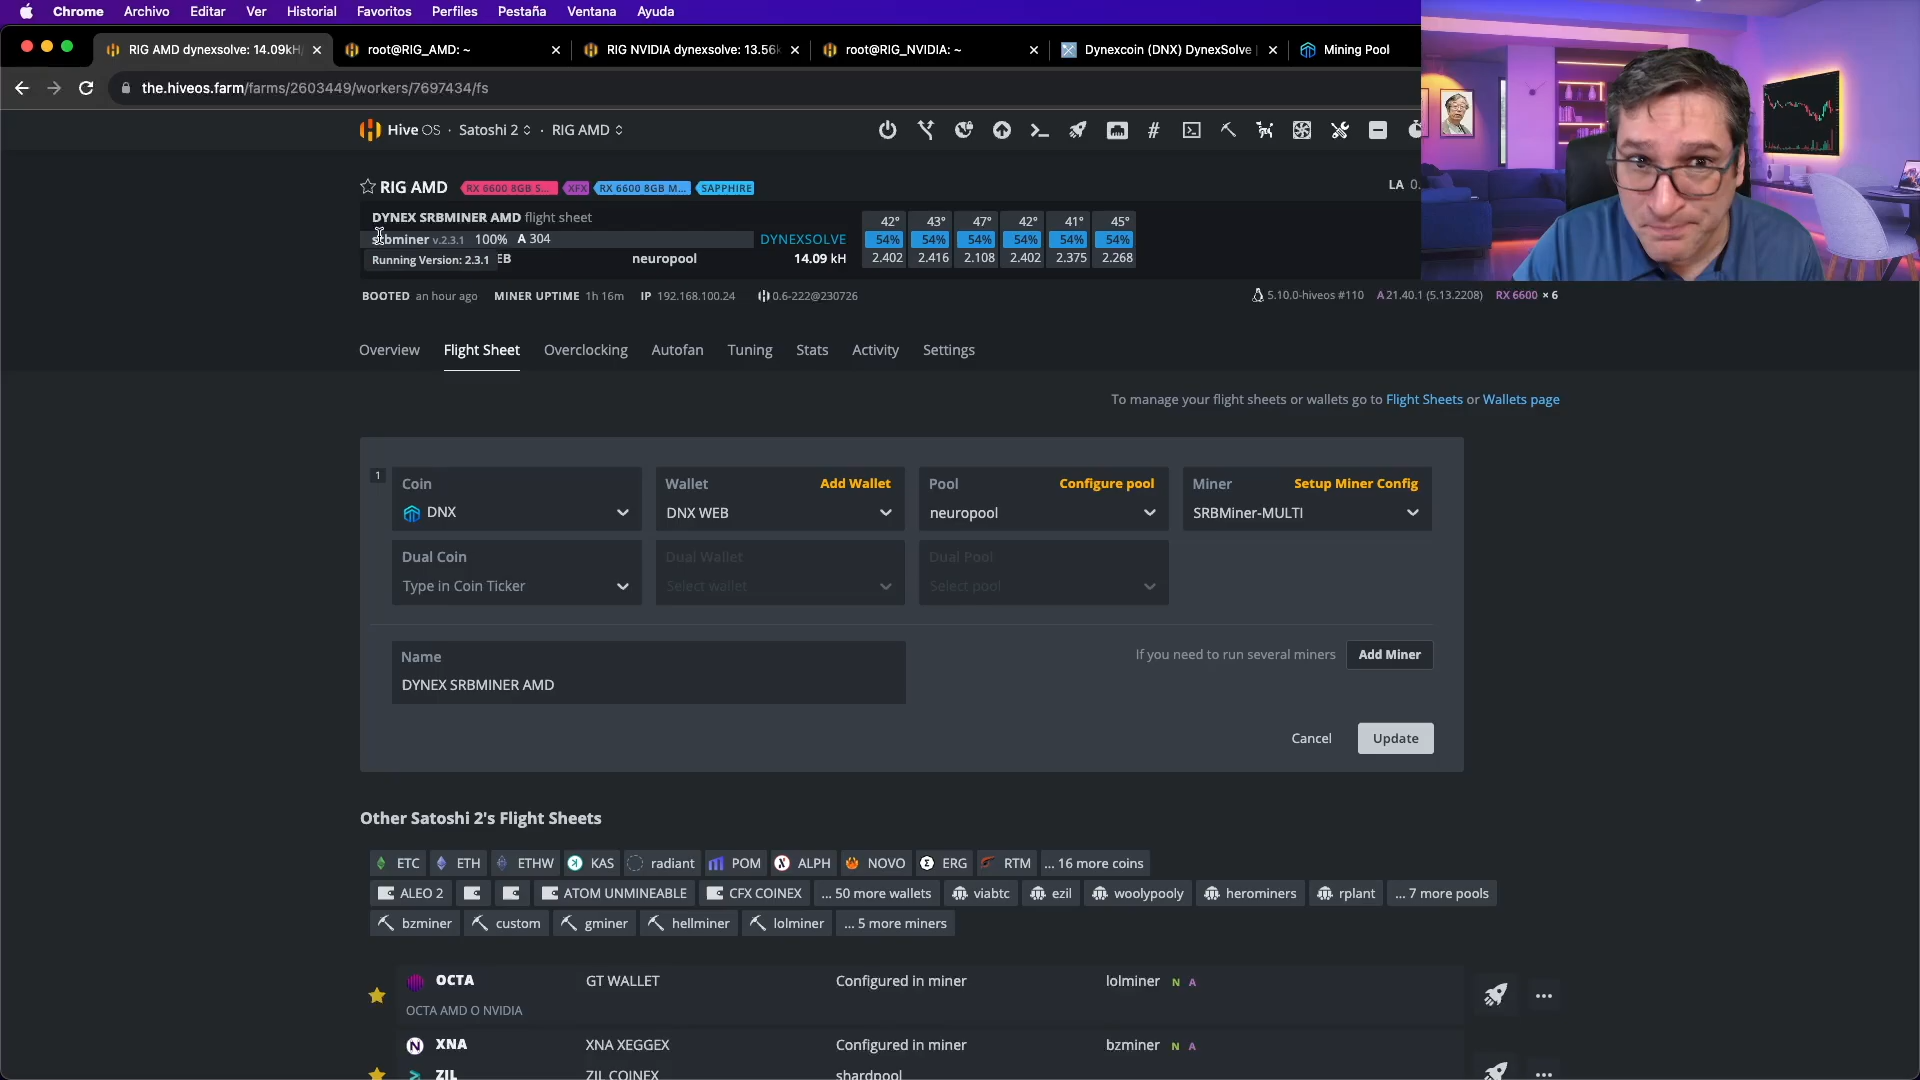 Chrome Archivo Editar Ver Historial Favoritos Perfiles Pestaña Ventana Ayuda
RIG AMD dynexsolve: 14.09kH/ root@RIG_AMD: ~ RIG NVIDIA dynexsolve: 13.56k root@RIG_NVIDIA: ~ Dynexcoin (DNX) DynexSolve | Mining Pool
the.hiveos.farm/farms/2603449/workers/7697434/fs
Hive OS · Satoshi 2 · RIG AMD
RIG AMD RX 6600 8GB S... XFX RX 6600 8GB M... SAPPHIRE LA 0.
DYNEX SRBMINER AMD flight sheet 42° 43° 47° 42° 41° 45°
srbminer v.2.3.1 100% A 304 DYNEXSOLVE 54% 54% 54% 54% 54% 54%
Running Version: 2.3.1 EB neuropool 14.09 kH 2.402 2.416 2.108 2.402 2.375 2.268
BOOTED an hour ago MINER UPTIME 1h 16m IP 192.168.100.24 0.6-222@230726 5.10.0-hiveos #110 A 21.40.1 (5.13.2208) RX 6600 × 6
Overview Flight Sheet Overclocking Autofan Tuning Stats Activity Settings
To manage your flight sheets or wallets go to Flight Sheets or Wallets page
1 Coin Wallet Add Wallet Pool Configure pool Miner Setup Miner Config
DNX DNX WEB neuropool SRBMiner-MULTI
Dual Coin Dual Wallet Dual Pool
Type in Coin Ticker Select wallet Select pool
Name If you need to run several miners Add Miner
DYNEX SRBMINER AMD
Cancel Update
Other Satoshi 2's Flight Sheets
ETC ETH ETHW KAS radiant POM ALPH NOVO ERG RTM ... 16 more coins
ALEO 2 ATOM UNMINEABLE CFX COINEX ... 50 more wallets viabtc ezil woolypooly herominers rplant ... 7 more pools
bzminer custom gminer hellminer lolminer ... 5 more miners
OCTA GT WALLET Configured in miner lolminer N A
OCTA AMD O NVIDIA
XNA XNA XEGGEX Configured in miner bzminer N A
ZIL ZIL COINEX shardpool